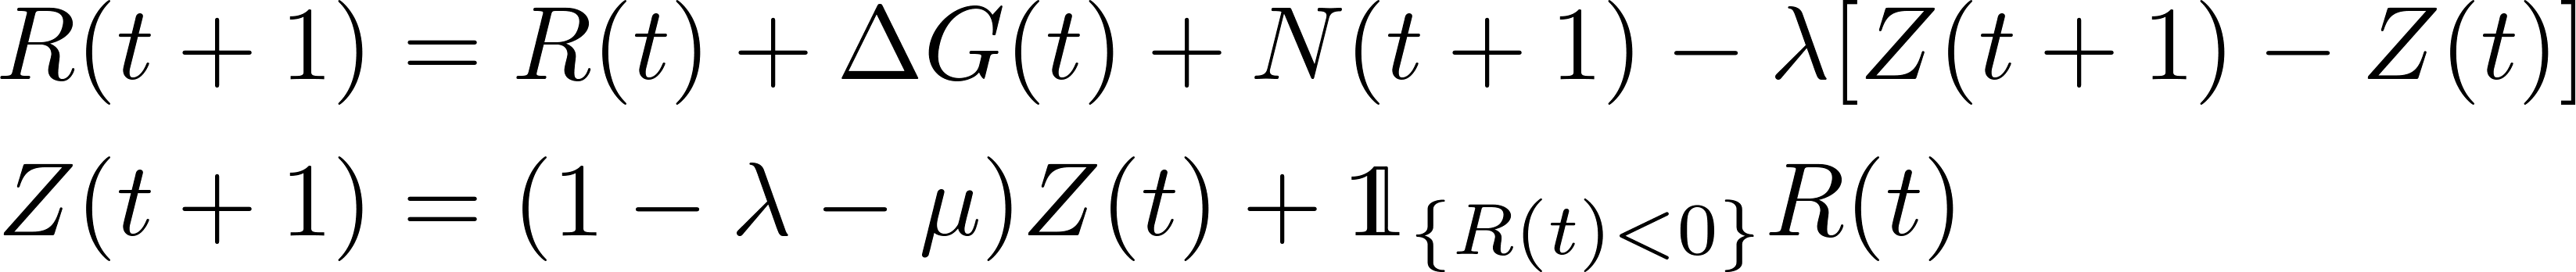 R(t + 1) = R(t) + ΔG(t) + N(t + 1) − λ[Z(t + 1) − Z(t)]
Z(t + 1) = (1 − λ − μ)Z(t) + 𝟙_{R(t)<0} R(t)